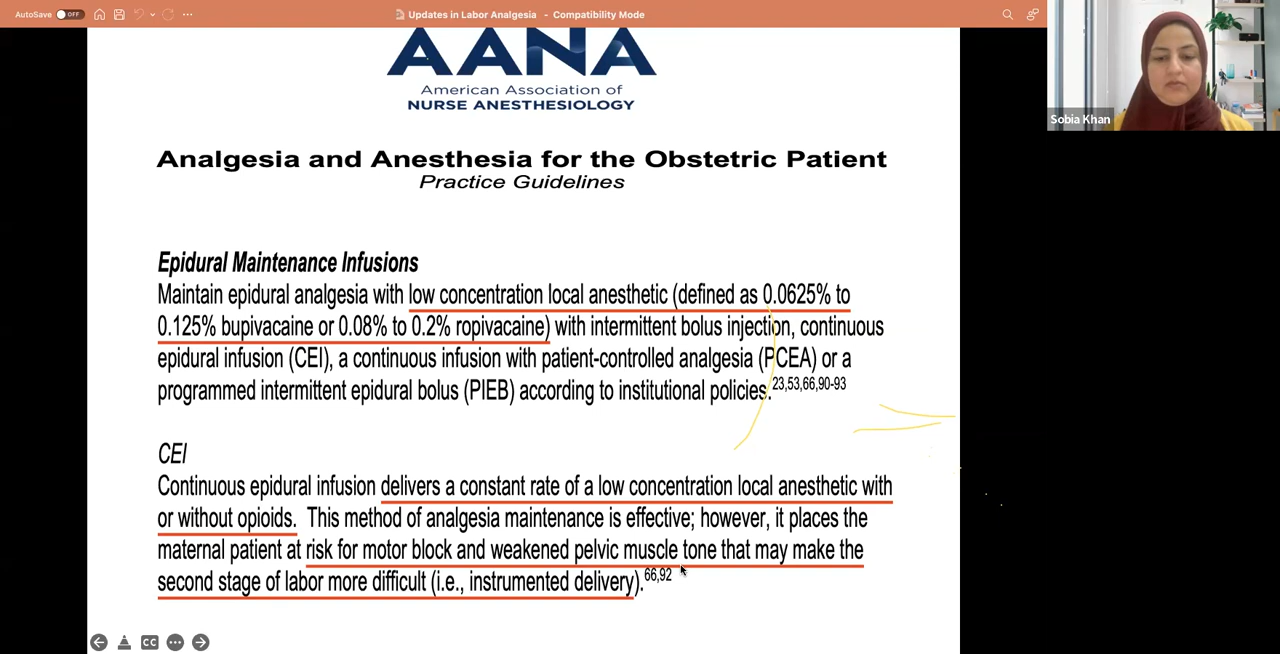 AutoSave OFF
Updates in Labor Analgesia - Compatibility Mode
Sobia Khan
AANA
American Association of
NURSE ANESTHESIOLOGY
Analgesia and Anesthesia for the Obstetric Patient
Practice Guidelines
Epidural Maintenance Infusions
Maintain epidural analgesia with low concentration local anesthetic (defined as 0.0625% to
0.125% bupivacaine or 0.08% to 0.2% ropivacaine) with intermittent bolus injection, continuous
epidural infusion (CEI), a continuous infusion with patient-controlled analgesia (PCEA) or a
programmed intermittent epidural bolus (PIEB) according to institutional policies.23,53,66,90-93
CEI
Continuous epidural infusion delivers a constant rate of a low concentration local anesthetic with
or without opioids. This method of analgesia maintenance is effective; however, it places the
maternal patient at risk for motor block and weakened pelvic muscle tone that may make the
second stage of labor more difficult (i.e., instrumented delivery).66,92
CC